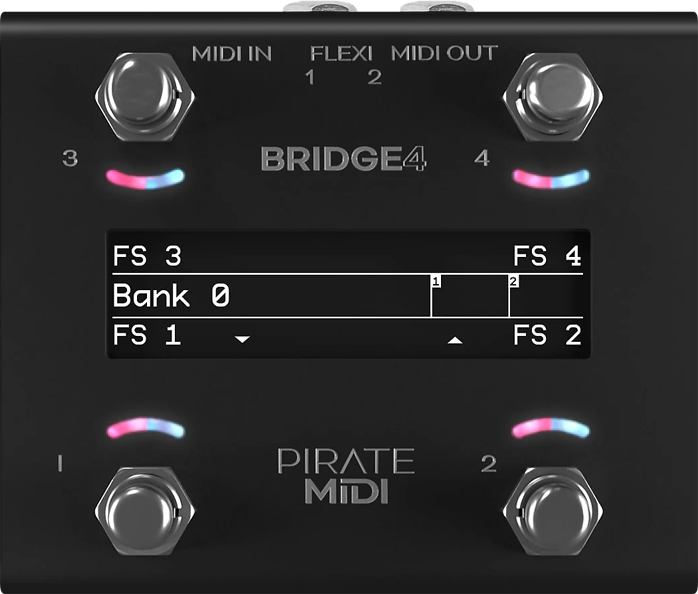 MIDI IN FLEXI MIDI OUT
1 2
3 BRIDGE4 4
FS 3 FS 4
1 2
Bank 0
FS 1 FS 2
1 PIRATE 2
MiDI